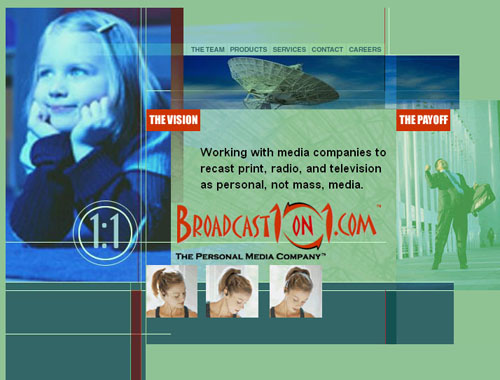 THE TEAM PRODUCTS SERVICES CONTACT CAREERS
THE VISION
THE PAYOFF
Working with media companies to
recast print, radio, and television
as personal, not mass, media.
1:1
BROADCAST1ON1.COM™
THE PERSONAL MEDIA COMPANY™